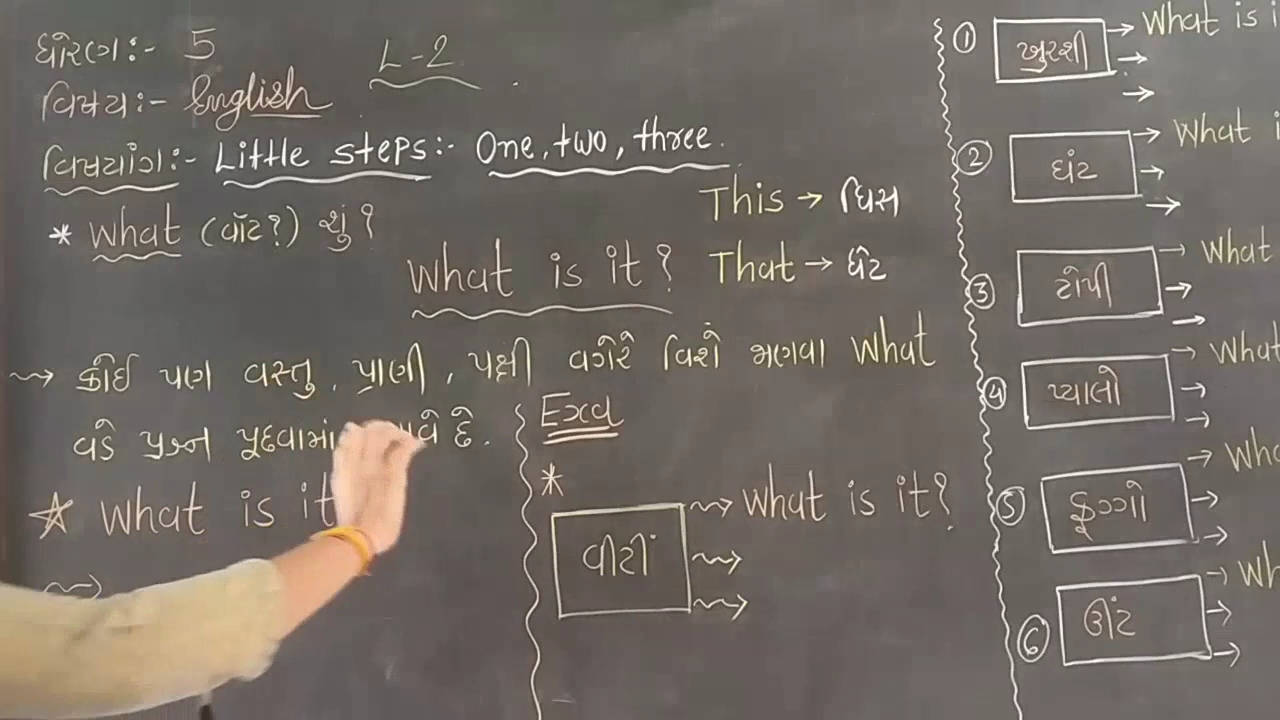 ધોરણ:- 5
L-2
વિષય:- English
વિષયાંગ:- Little steps:- One, two, three.
* What (વૉટ?) શું?
This → ધિસ
What is it?
That → ધેટ
⇝ કોઈ પણ વસ્તુ, પ્રાણી, પક્ષી વગેરે વિશે જાણવા What
વડે પ્રશ્ન પૂછવામાં છે.
☆ What is it
Exa
*
વીંટી ⇝ What is it?
① ખુરશી → What is i
② ઘંટ → What i
③ ટોપી → What
④ પ્યાલો → What
⑤ ફુગ્ગો → Wha
⑥ ઊંટ → Wh